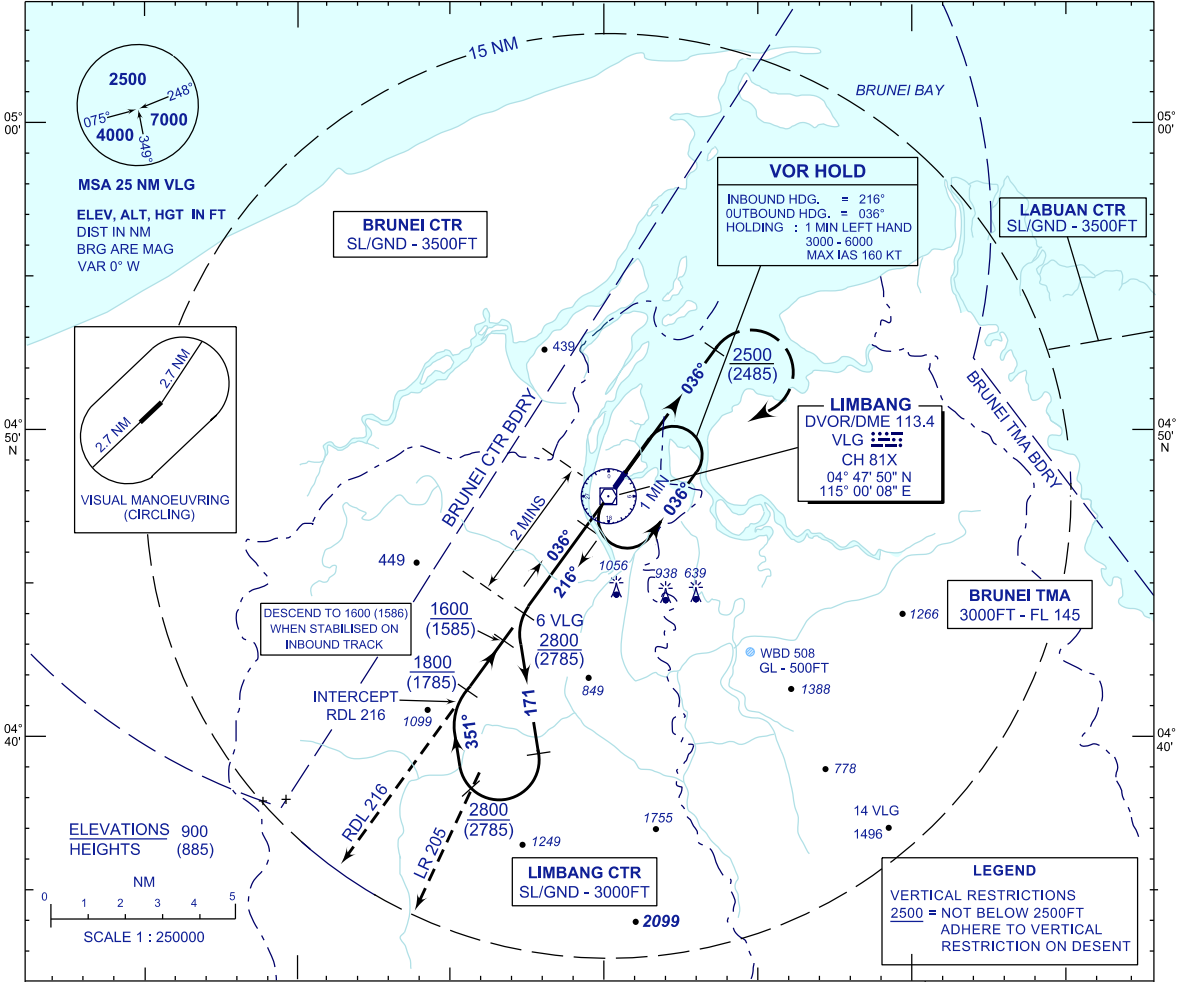 15 NM
BRUNEI BAY
05°
00'
05°
00'
2500
248°
075°
4000
7000
349°
MSA 25 NM VLG
ELEV, ALT, HGT IN FT
DIST IN NM
BRG ARE MAG
VAR 0° W
BRUNEI CTR
SL/GND - 3500FT
VOR HOLD
INBOUND HDG. = 216°
OUTBOUND HDG. = 036°
HOLDING : 1 MIN LEFT HAND
3000 - 6000
MAX IAS 160 KT
LABUAN CTR
SL/GND - 3500FT
2.7 NM
2.7 NM
VISUAL MANOEUVRING
(CIRCLING)
439
2500
(2485)
036°
BRUNEI CTR BDRY
BRUNEI TMA BDRY
LIMBANG
DVOR/DME 113.4
VLG
CH 81X
04° 47' 50" N
115° 00' 08" E
04°
50'
N
04°
50'
N
1 MIN
036°
2 MINS
036°
216°
449
1056
938
639
BRUNEI TMA
3000FT - FL 145
1266
DESCEND TO 1600 (1586)
WHEN STABILISED ON
INBOUND TRACK
1600
(1585)
6 VLG
2800
(2785)
WBD 508
GL - 500FT
1800
(1785)
INTERCEPT
RDL 216
849
1388
1099
171
351°
04°
40'
04°
40'
778
RDL 216
LR 205
2800
(2785)
1249
1755
14 VLG
1496
ELEVATIONS 900
HEIGHTS (885)
NM
0 1 2 3 4 5
SCALE 1 : 250000
LIMBANG CTR
SL/GND - 3000FT
2099
LEGEND
VERTICAL RESTRICTIONS
2500 = NOT BELOW 2500FT
ADHERE TO VERTICAL
RESTRICTION ON DESENT